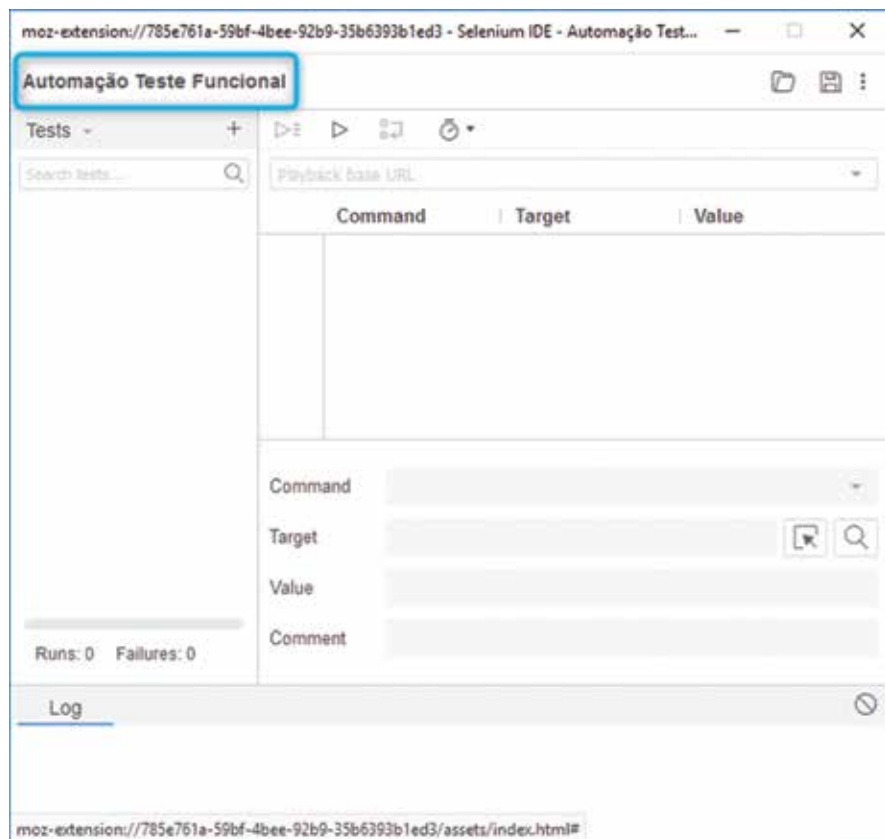 moz-extension://785e761a-59bf-4bee-92b9-35b6393b1ed3 - Selenium IDE - Automação Test...
Automação Teste Funcional
Tests
Search tests...
Playback base URL
Command Target Value
Command
Target
Value
Comment
Runs: 0 Failures: 0
Log
moz-extension://785e761a-59bf-4bee-92b9-35b6393b1ed3/assets/index.html#